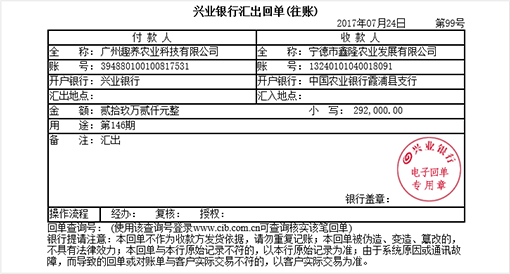 兴业银行汇出回单(往账)
2017年07月24日 第99号
付款人 收款人
全 称：广州趣养农业科技有限公司 全 称：宁德市鑫隆农业发展有限公司
账 号：394880100100817531 账 号：13240101040018091
开户银行：兴业银行 开户银行：中国农业银行霞浦县支行
汇出地点： 汇入地点：
金 额：贰拾玖万贰仟元整 小 写：292,000.00
用 途：第146期
备 注：汇出
兴业银行
电子回单
专用章
银行盖章：
操作流程 经办： 复核： 授权：
回单查询号： (使用该查询号登录www.cib.com.cn可查询核实该笔回单)
银行提请注意：本回单不作为收款方发货依据，请勿重复记账；本回单被伪造、变造、篡改的，
不具有法律效力；本回单与本行原始记录不符的，以本行原始记录为准；由于系统原因或通讯故
障，而导致的回单或对账单与客户实际交易不符的，以客户实际交易为准。